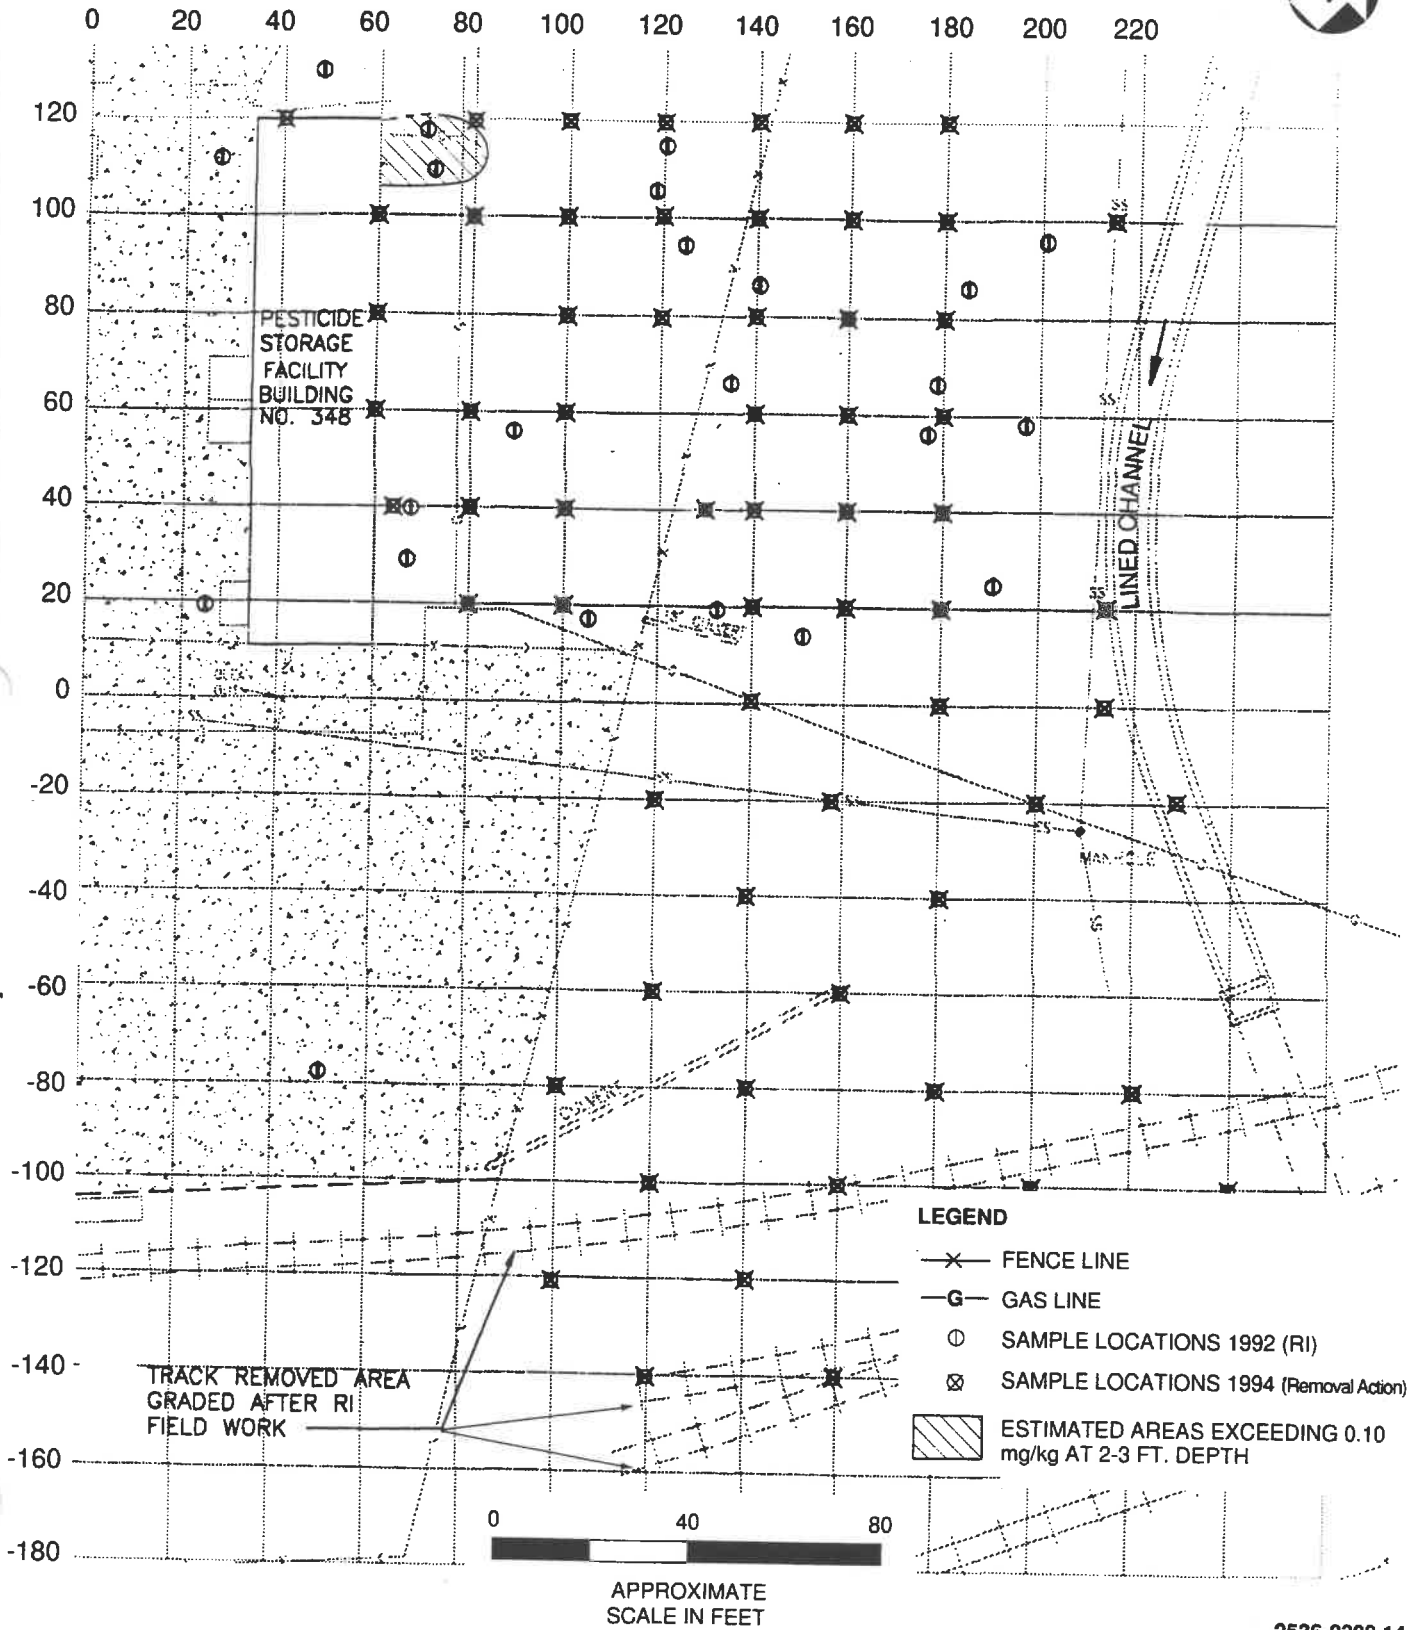 0 20 40 60 80 100 120 140 160 180 200 220
120
100
80
60
40
20
0
-20
-40
-60
-80
-100
-120
-140
-160
-180
PESTICIDE
STORAGE
FACILITY
BUILDING
NO. 348
SS
SS
LINED CHANNEL
SS
SS
MANHOLE
CULVERT
TRACK REMOVED AREA
GRADED AFTER RI
FIELD WORK
LEGEND
FENCE LINE
G GAS LINE
SAMPLE LOCATIONS 1992 (RI)
SAMPLE LOCATIONS 1994 (Removal Action)
ESTIMATED AREAS EXCEEDING 0.10
mg/kg AT 2-3 FT. DEPTH
0 40 80
APPROXIMATE
SCALE IN FEET